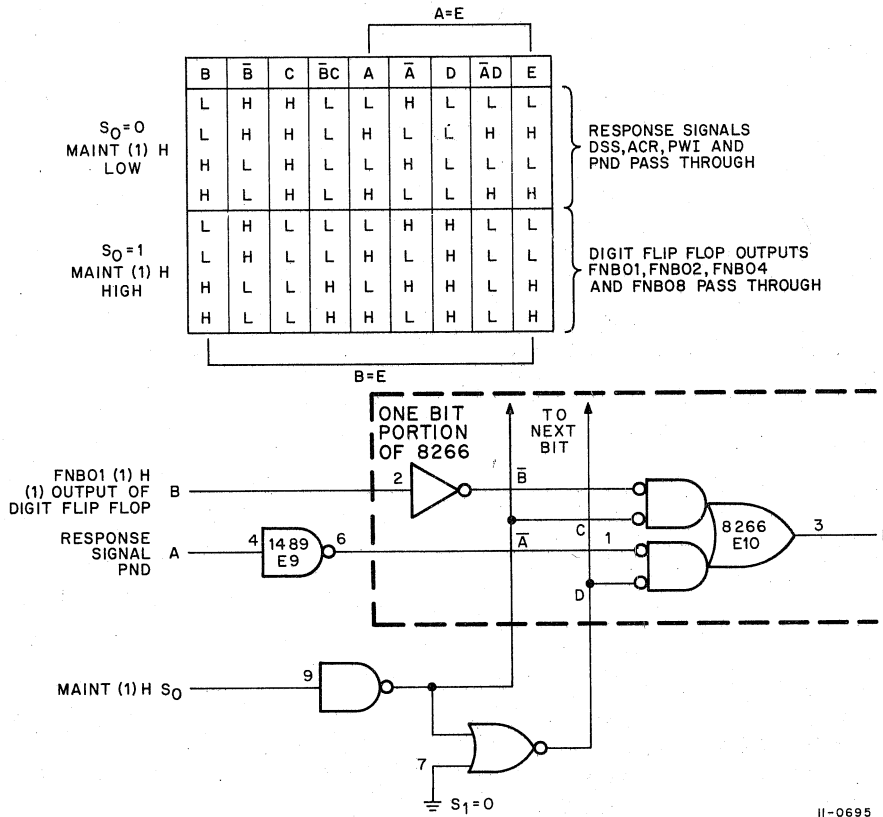 A=E
B B̅ C B̅C A A̅ D A̅D E
L H H L L H L L L
L H H L H L L H H
H L H L L H L L L
H L H L H L L H H
L H L L L H H L L
L H L L H L H L L
H L L H L H H L H
H L L H H L H L H
S0=0
MAINT (1) H
LOW
RESPONSE SIGNALS
DSS,ACR,PWI AND
PND PASS THROUGH
S0=1
MAINT (1) H
HIGH
DIGIT FLIP FLOP OUTPUTS
FNB01,FNB02,FNB04
AND FNB08 PASS THROUGH
B=E
ONE BIT
PORTION
OF 8266
TO
NEXT
BIT
FNB01 (1) H
(1) OUTPUT OF
DIGIT FLIP FLOP
B
2
B̅
RESPONSE
SIGNAL
PND
A
4
1489
E9
6
A̅
C
1
D
8266
E10
3
MAINT (1) H S0
9
7
S1=0
11-0695